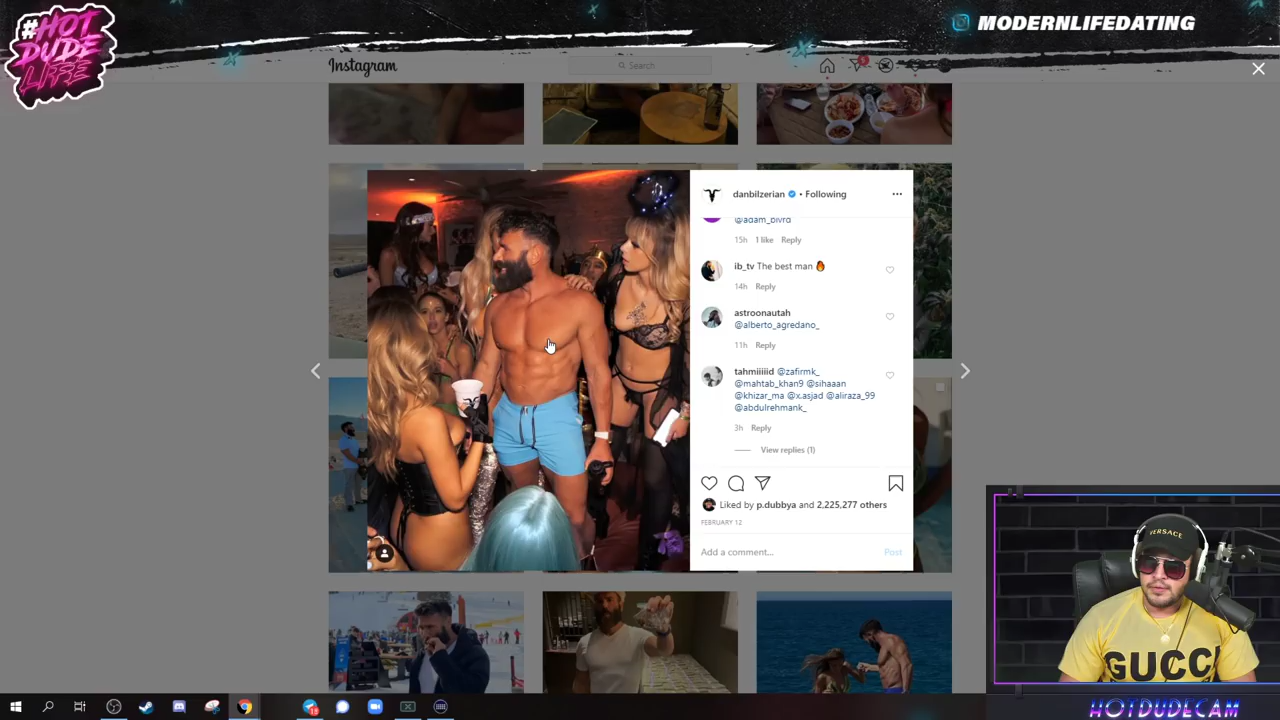 #HOT
DUDE
LIFE
MODERNLIFEDATING
Instagram
Search
5
danbilzerian • Following
@adam_blvrd
15h 1 like Reply
ib_tv The best man 🔥
14h Reply
astroonautah
@alberto_agredano_
11h Reply
tahmiiiiid @zafirmk_
@mahtab_khan9 @sihaaan
@khizar_ma @x.asjad @aliraza_99
@abdulrehmank_
3h Reply
View replies (1)
Liked by p.dubbya and 2,225,277 others
FEBRUARY 12
Add a comment...
Post
VERSACE
GUCCI
HOTDUDECAM